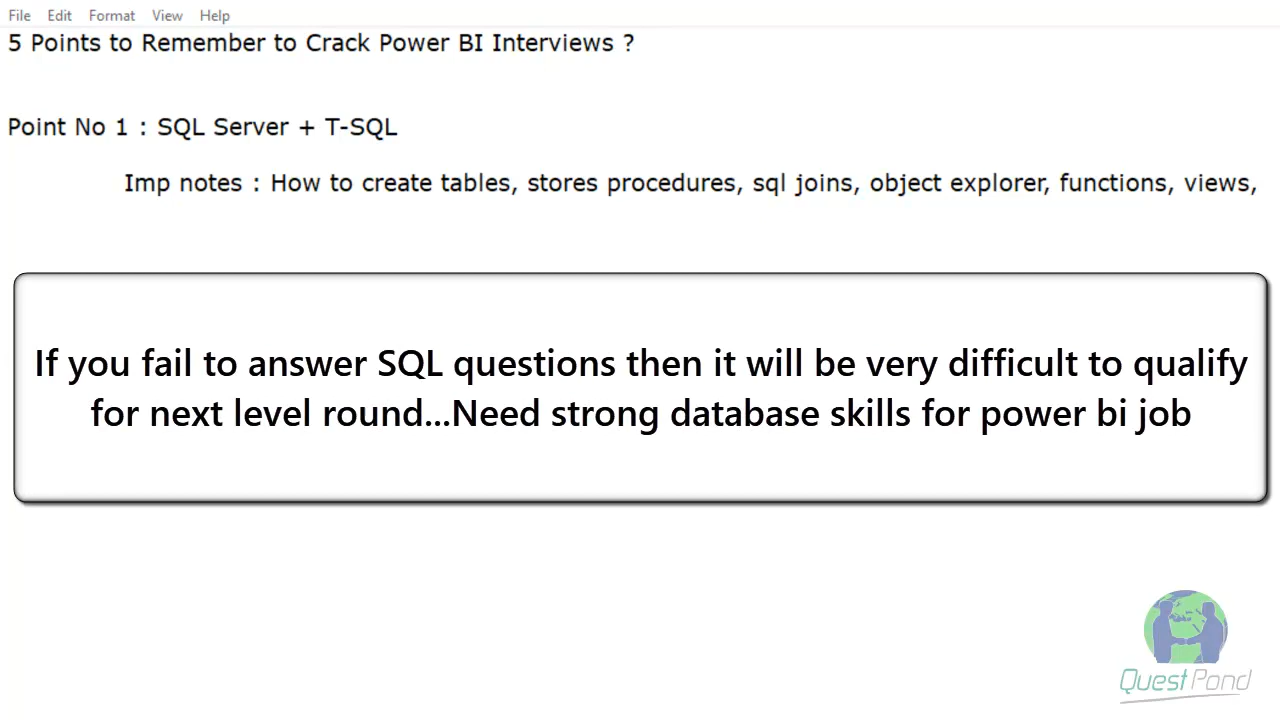 File Edit Format View Help
5 Points to Remember to Crack Power BI Interviews ?
Point No 1 : SQL Server + T-SQL
Imp notes : How to create tables, stores procedures, sql joins, object explorer, functions, views,
If you fail to answer SQL questions then it will be very difficult to qualify
for next level round...Need strong database skills for power bi job
QuestPond